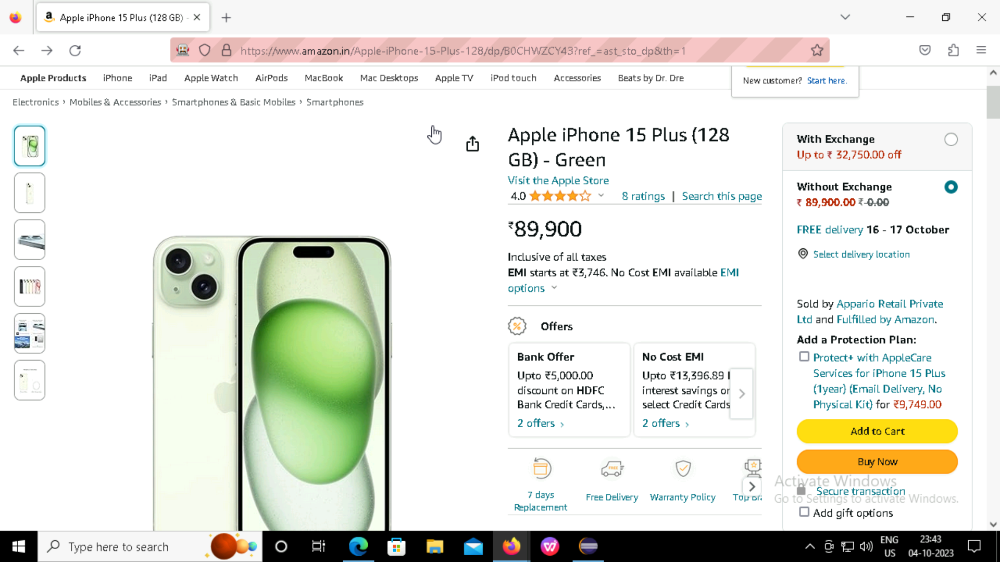 Apple iPhone 15 Plus (128 GB) -
https://www.amazon.in/Apple-iPhone-15-Plus-128/dp/B0CHWZCY43?ref_=ast_sto_dp&th=1
Apple Products iPhone iPad Apple Watch AirPods MacBook Mac Desktops Apple TV iPod touch Accessories Beats by Dr. Dre
New customer? Start here.
Electronics › Mobiles & Accessories › Smartphones & Basic Mobiles › Smartphones
Apple iPhone 15 Plus (128
GB) - Green
Visit the Apple Store
4.0 8 ratings | Search this page
₹89,900
Inclusive of all taxes
EMI starts at ₹3,746. No Cost EMI available EMI
options
Offers
Bank Offer
Upto ₹5,000.00
discount on HDFC
Bank Credit Cards,...
2 offers ›
No Cost EMI
Upto ₹13,396.89
interest savings
select Credit Cards
2 offers ›
7 days
Replacement
FREE
Free Delivery
Warranty Policy
Top
With Exchange
Up to ₹ 32,750.00 off
Without Exchange
₹ 89,900.00 ₹ 0.00
FREE delivery 16 - 17 October
Select delivery location
Sold by Appario Retail Private
Ltd and Fulfilled by Amazon.
Add a Protection Plan:
Protect+ with AppleCare
Services for iPhone 15 Plus
(1year) (Email Delivery, No
Physical Kit) for ₹9,749.00
Add to Cart
Buy Now
Activate Windows
Secure transaction
Go to Settings to activate Windows.
Add gift options
Type here to search
ENG
US
23:43
04-10-2023